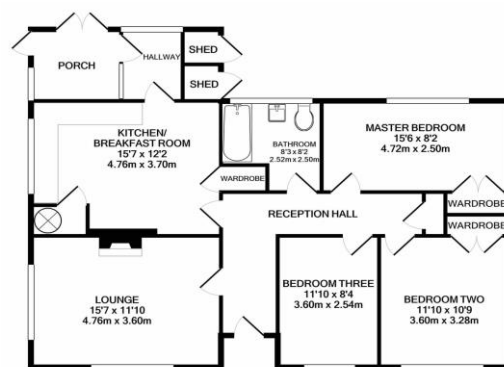 PORCH
HALLWAY
SHED
SHED
KITCHEN/
BREAKFAST ROOM
15'7 x 12'2
4.76m x 3.70m
BATHROOM
8'3 x 8'2
2.52m x 2.50m
MASTER BEDROOM
15'6 x 8'2
4.72m x 2.50m
WARDROBE
WARDROBE
WARDROBE
RECEPTION HALL
LOUNGE
15'7 x 11'10
4.76m x 3.60m
BEDROOM THREE
11'10 x 8'4
3.60m x 2.54m
BEDROOM TWO
11'10 x 10'9
3.60m x 3.28m